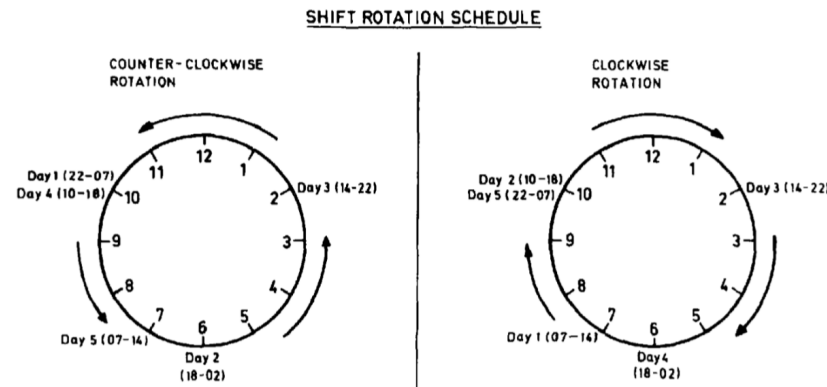 SHIFT ROTATION SCHEDULE
COUNTER-CLOCKWISE
ROTATION
12
1
2
3
4
5
6
7
8
9
10
11
Day 1 (22-07)
Day 4 (10-18)
Day 3 (14-22)
Day 5 (07-14)
Day 2
(18-02)
CLOCKWISE
ROTATION
12
1
2
3
4
5
6
7
8
9
10
11
Day 2 (10-18)
Day 5 (22-07)
Day 3 (14-22)
Day 1 (07-14)
Day 4
(18-02)